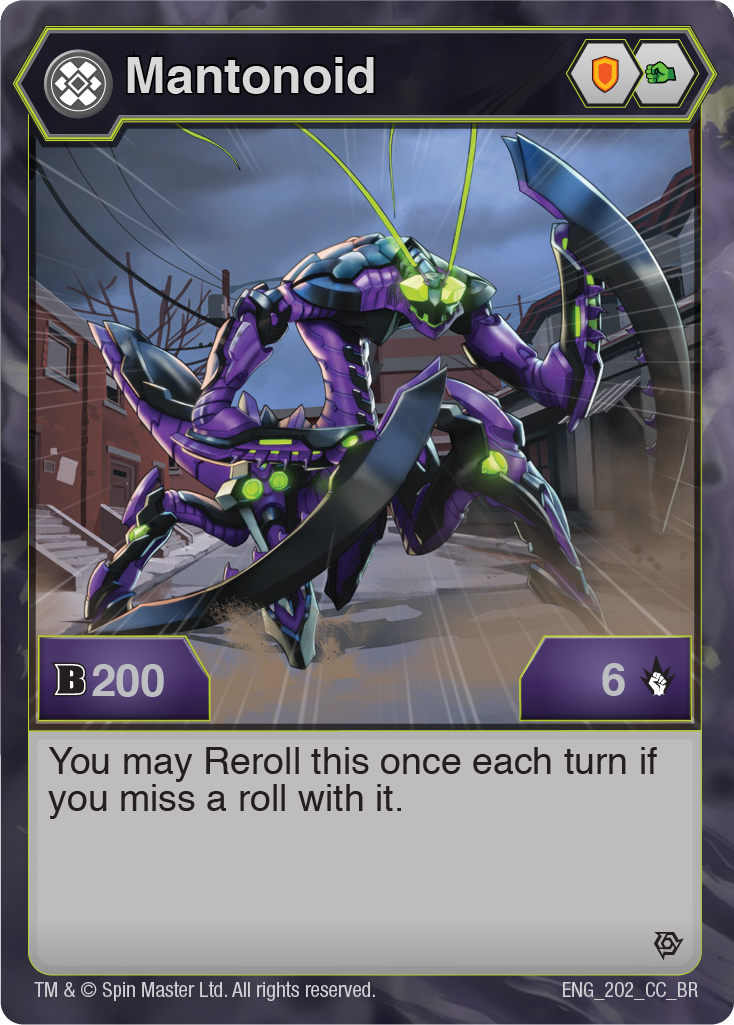 Mantonoid
B 200
6
You may Reroll this once each turn if
you miss a roll with it.
TM & © Spin Master Ltd. All rights reserved.
ENG_202_CC_BR